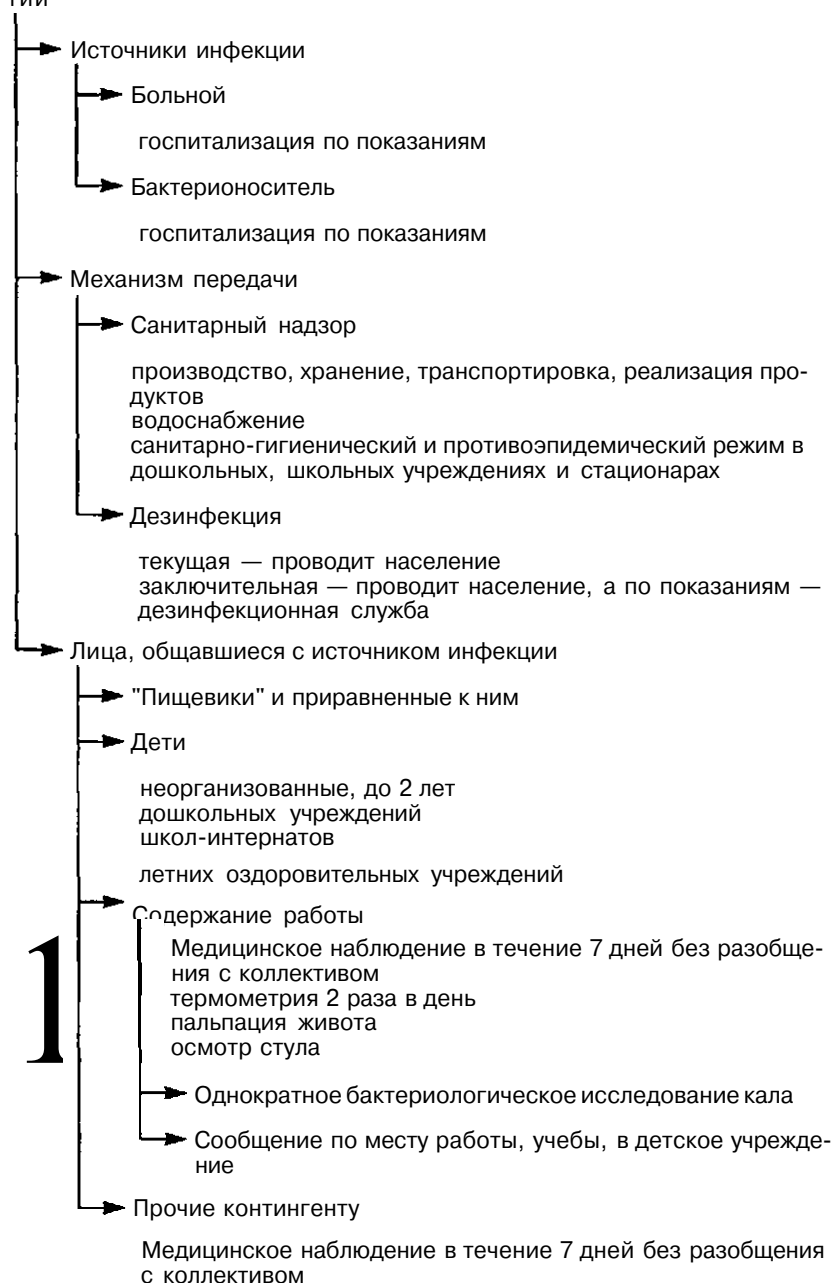 Источники инфекции
Больной
госпитализация по показаниям
Бактерионоситель
госпитализация по показаниям
Механизм передачи
Санитарный надзор
производство, хранение, транспортировка, реализация про-
дуктов
водоснабжение
санитарно-гигиенический и противоэпидемический режим в
дошкольных, школьных учреждениях и стационарах
Дезинфекция
текущая — проводит население
заключительная — проводит население, а по показаниям —
дезинфекционная служба
Лица, общавшиеся с источником инфекции
"Пищевики" и приравненные к ним
Дети
неорганизованные, до 2 лет
дошкольных учреждений
школ-интернатов
летних оздоровительных учреждений
Содержание работы
1
Медицинское наблюдение в течение 7 дней без разобще-
ния с коллективом
термометрия 2 раза в день
пальпация живота
осмотр стула
Однократное бактериологическое исследование кала
Сообщение по месту работы, учебы, в детское учрежде-
ние
Прочие контингенту
Медицинское наблюдение в течение 7 дней без разобщения
с коллективом